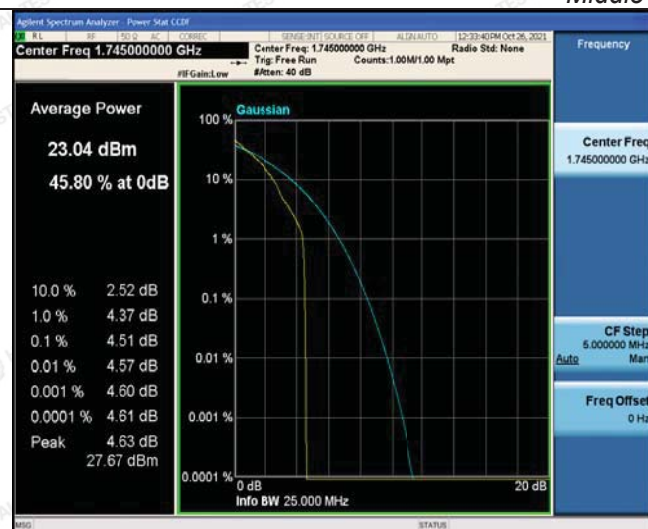 Middle
Agilent Spectrum Analyzer - Power Stat CCDF
RL RF 50 Ω AC CORREC SENSE:INT SOURCE OFF ALIGN AUTO 12:33:40 PM Oct 26, 2021
Center Freq 1.745000000 GHz
Center Freq: 1.745000000 GHz Radio Std: None
Trig: Free Run Counts:1.00 M/1.00 Mpt
#IFGain:Low #Atten: 40 dB
Frequency
Average Power
23.04 dBm
45.80 % at 0dB
10.0 % 2.52 dB
1.0 % 4.37 dB
0.1 % 4.51 dB
0.01 % 4.57 dB
0.001 % 4.60 dB
0.0001 % 4.61 dB
Peak 4.63 dB
27.67 dBm
Gaussian
100 %
10 %
1 %
0.1 %
0.01 %
0.001 %
0.0001 %
0 dB 20 dB
Info BW 25.000 MHz
Center Freq
1.745000000 GHz
CF Step
5.000000 MHz
Auto Man
Freq Offset
0 Hz
MSG STATUS